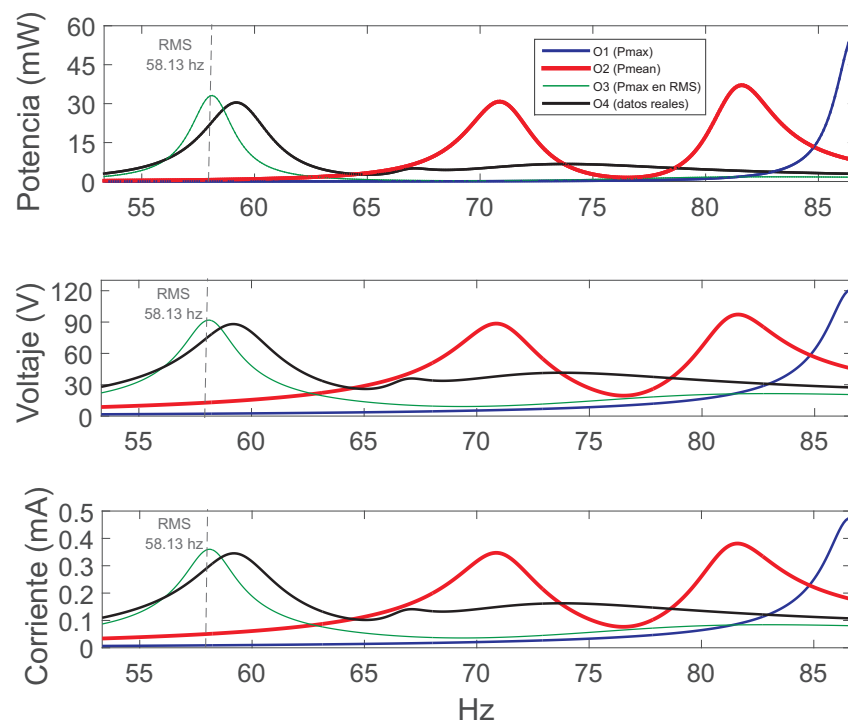 Potencia (mW)
60
45
30
15
0
RMS
58.13 hz
O1 (Pmax)
O2 (Pmean)
O3 (Pmax en RMS)
O4 (datos reales)
55 60 65 70 75 80 85
Voltaje (V)
120
90
60
30
0
RMS
58.13 hz
55 60 65 70 75 80 85
Corriente (mA)
0.5
0.4
0.3
0.2
0.1
0
RMS
58.13 hz
55 60 65 70 75 80 85
Hz